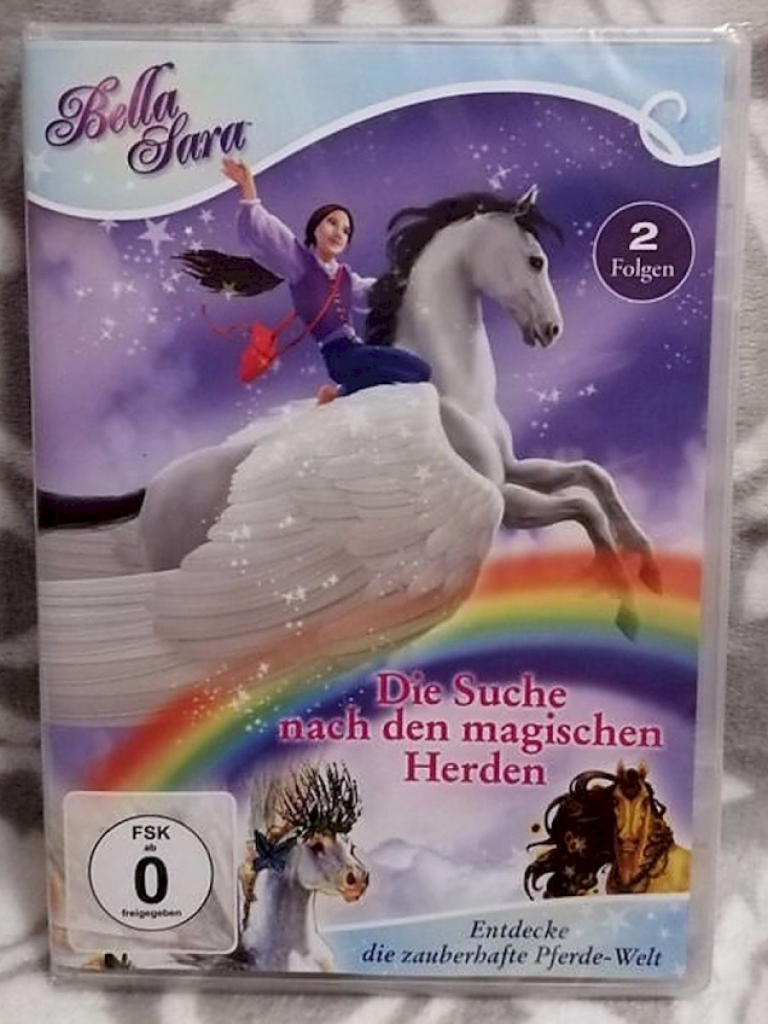 Bella
Sara
2
Folgen
Die Suche
nach den magischen
Herden
FSK
ab
0
freigegeben
Entdecke
die zauberhafte Pferde-Welt